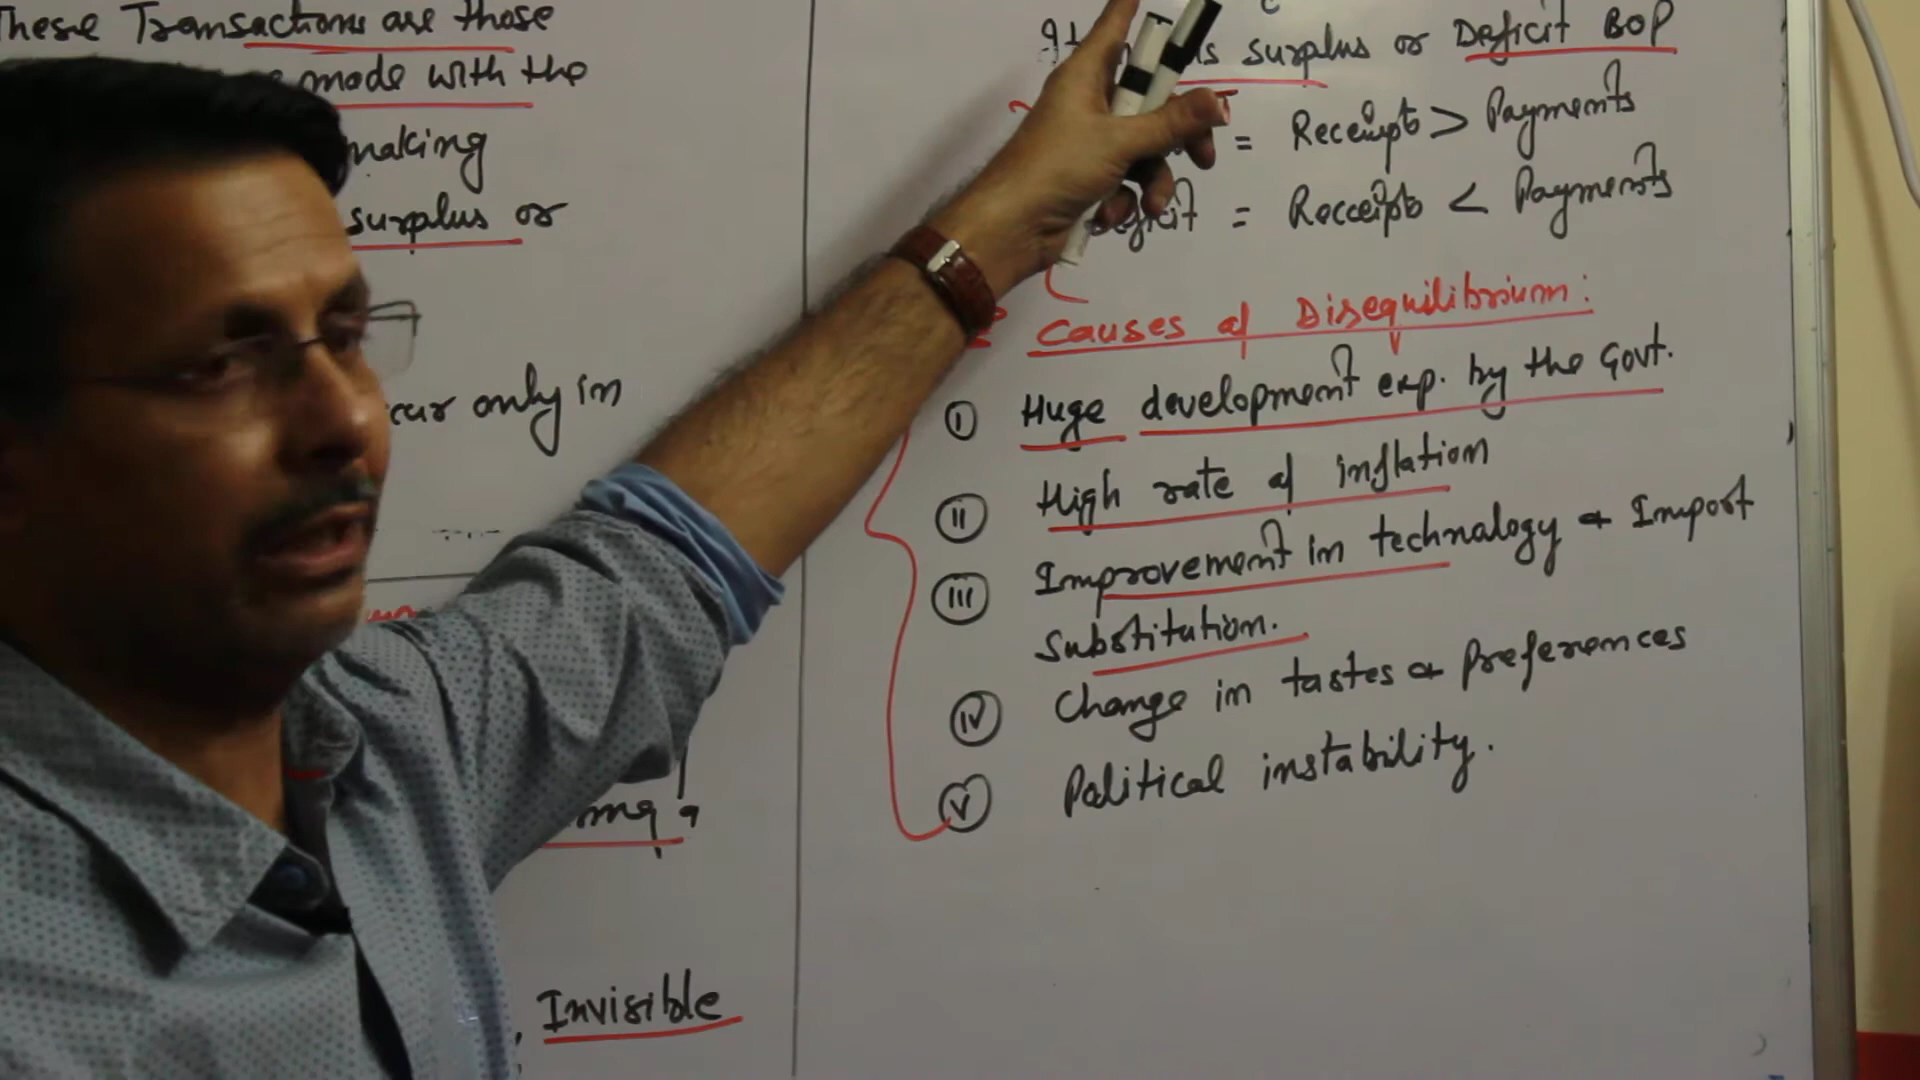 These Transactions are those
made with the
making
surplus or
only in
Invisible
surplus or Deficit BOP
= Receipts > Payments
Deficit = Receipts < Payments
Causes of Disequilibrium:
I Huge development exp. by the Govt.
II High rate of inflation
III Improvement in technology & Import
Substitution.
IV Change in tastes & Preferences
V Political instability.